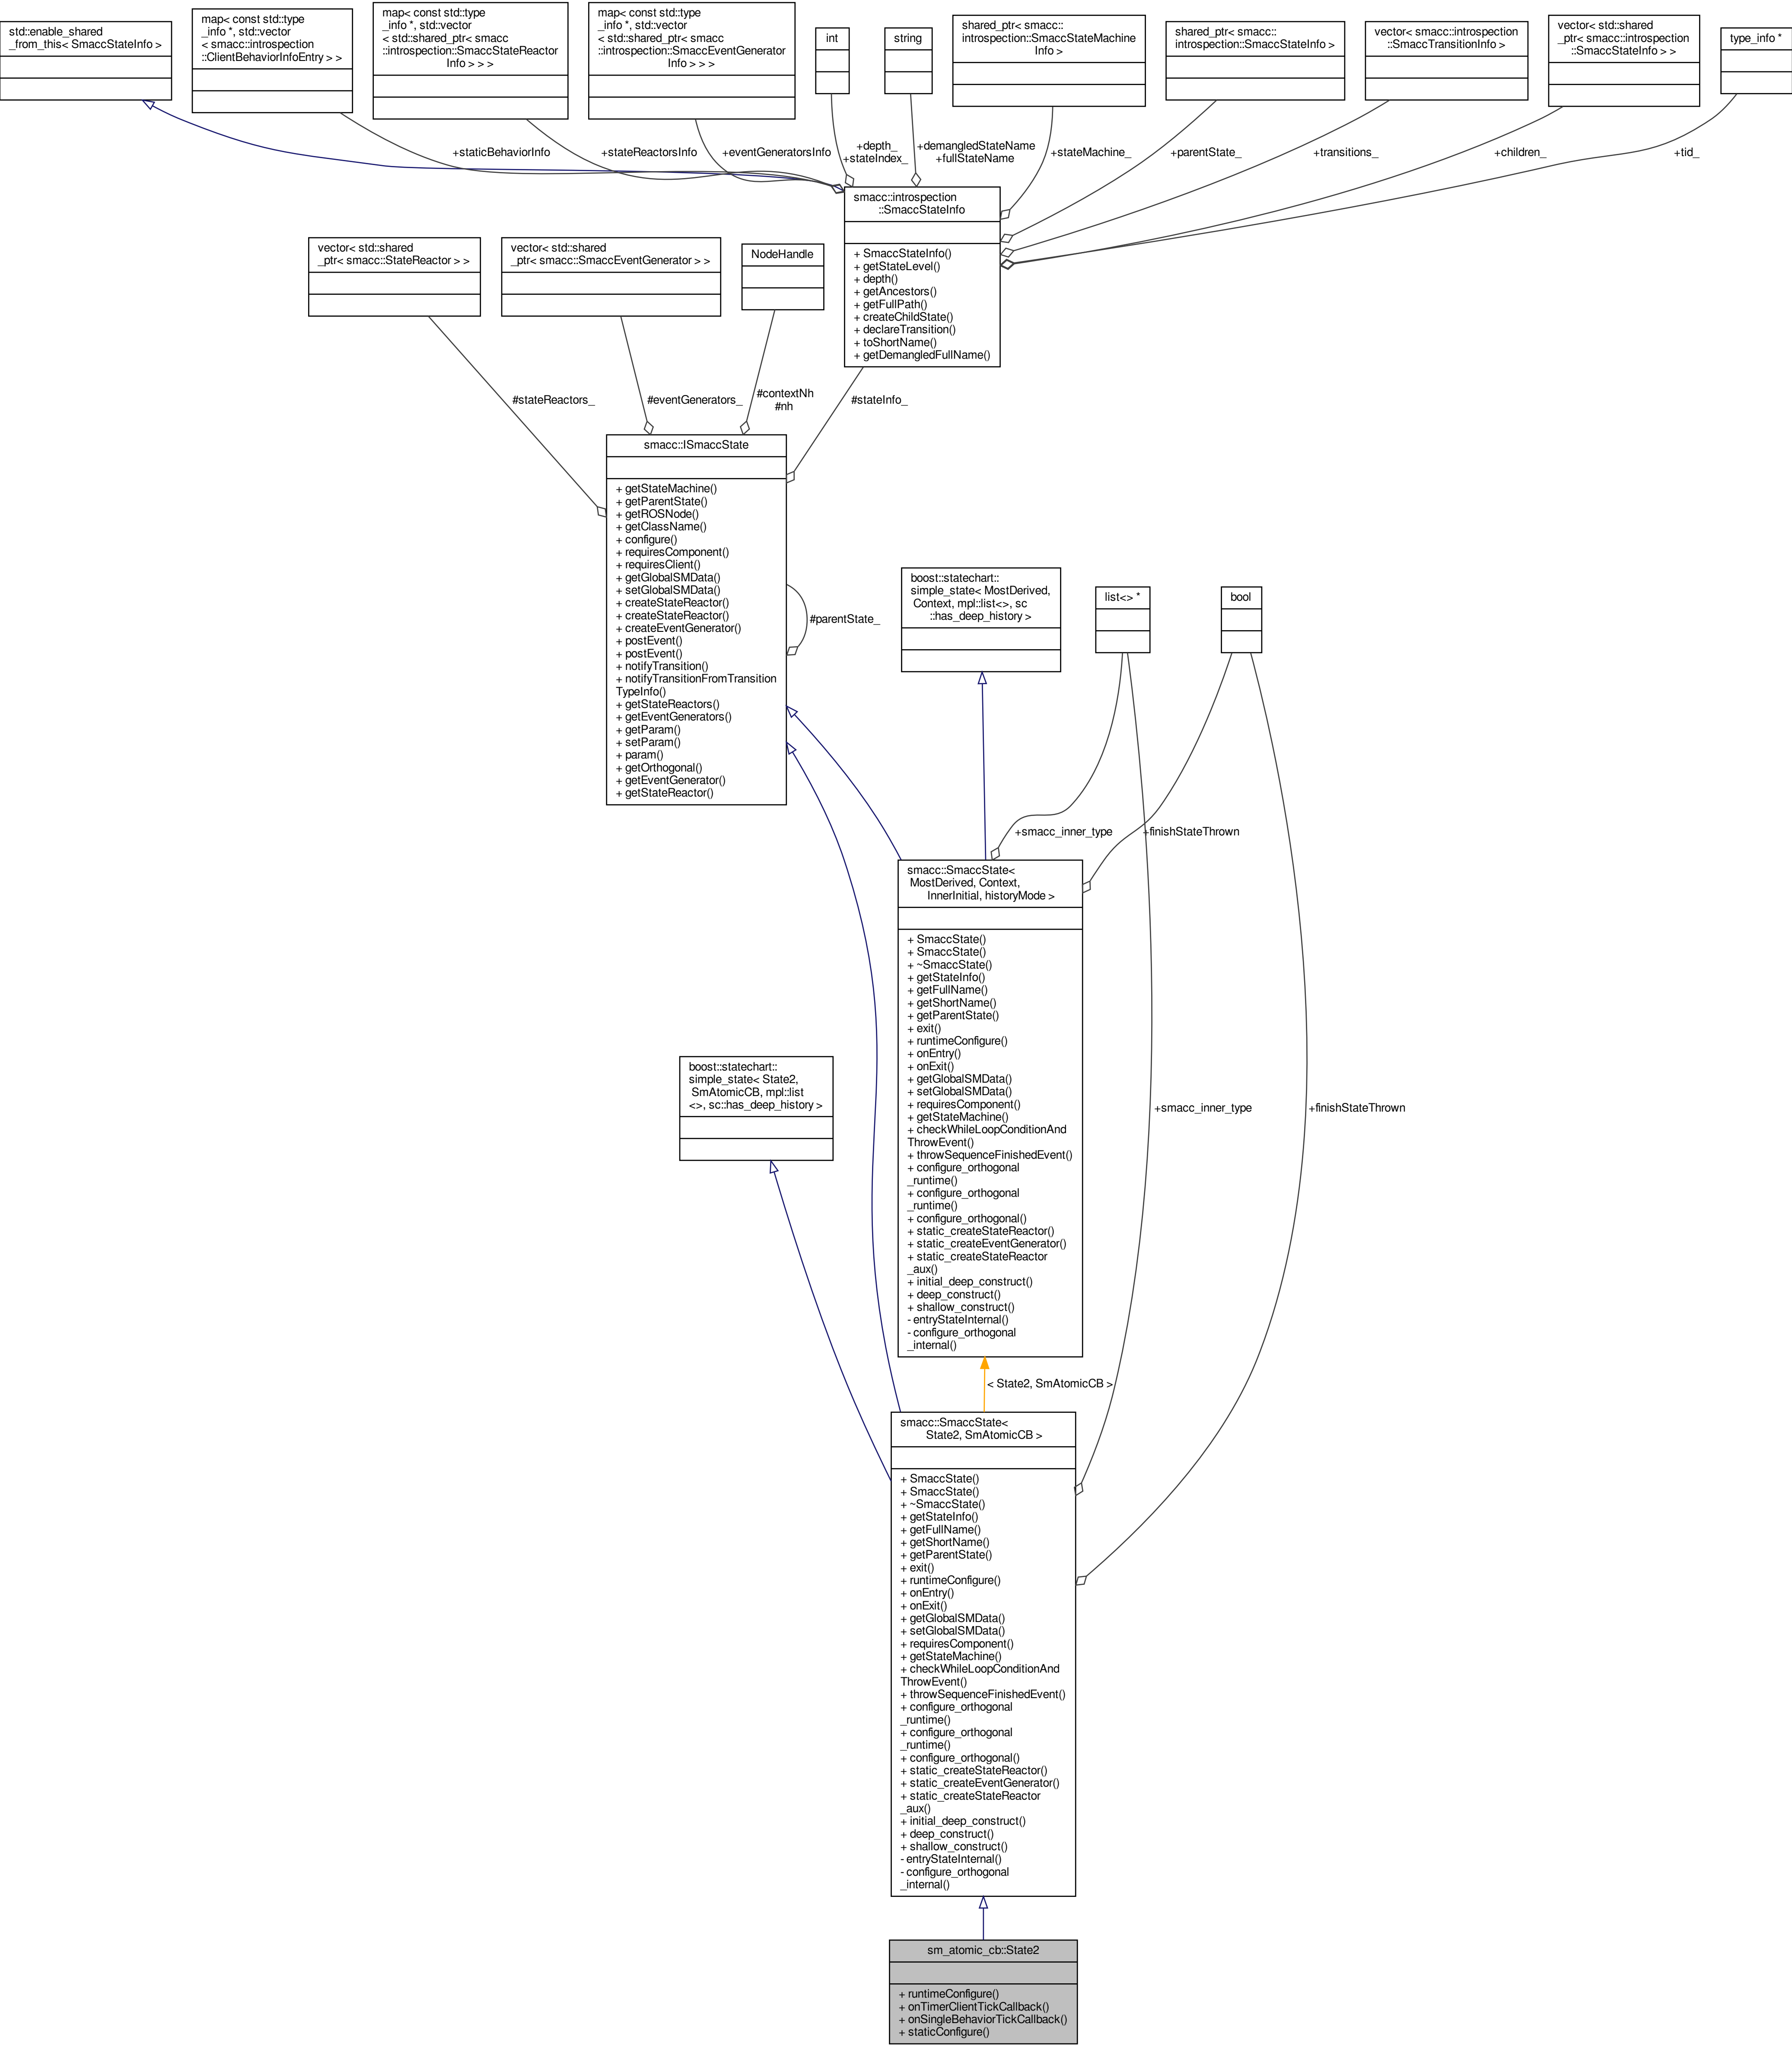 std::enable_shared
_from_this< SmaccStateInfo >
map< const std::type
_info *, std::vector
< smacc::introspection
::ClientBehaviorInfoEntry > >
map< const std::type
_info *, std::vector
< std::shared_ptr< smacc
::introspection::SmaccStateReactor
Info > > >
map< const std::type
_info *, std::vector
< std::shared_ptr< smacc
::introspection::SmaccEventGenerator
Info > > >
int
string
shared_ptr< smacc::
introspection::SmaccStateMachine
Info >
shared_ptr< smacc::
introspection::SmaccStateInfo >
vector< smacc::introspection
::SmaccTransitionInfo >
vector< std::shared
_ptr< smacc::introspection
::SmaccStateInfo > >
type_info *
+staticBehaviorInfo
+stateReactorsInfo
+eventGeneratorsInfo
+depth_
+stateIndex_
+demangledStateName
+fullStateName
+stateMachine_
+parentState_
+transitions_
+children_
+tid_
smacc::introspection
::SmaccStateInfo
+ SmaccStateInfo()
+ getStateLevel()
+ depth()
+ getAncestors()
+ getFullPath()
+ createChildState()
+ declareTransition()
+ toShortName()
+ getDemangledFullName()
vector< std::shared
_ptr< smacc::StateReactor > >
vector< std::shared
_ptr< smacc::SmaccEventGenerator > >
NodeHandle
#stateReactors_
#eventGenerators_
#contextNh
#nh
#stateInfo_
smacc::ISmaccState
+ getStateMachine()
+ getParentState()
+ getROSNode()
+ getClassName()
+ configure()
+ requiresComponent()
+ requiresClient()
+ getGlobalSMData()
+ setGlobalSMData()
+ createStateReactor()
+ createStateReactor()
+ createEventGenerator()
+ postEvent()
+ postEvent()
+ notifyTransition()
+ notifyTransitionFromTransition
TypeInfo()
+ getStateReactors()
+ getEventGenerators()
+ getParam()
+ setParam()
+ param()
+ getOrthogonal()
+ getEventGenerator()
+ getStateReactor()
#parentState_
boost::statechart::
simple_state< MostDerived,
Context, mpl::list<>, sc
::has_deep_history >
list<> *
bool
+smacc_inner_type
+finishStateThrown
smacc::SmaccState<
MostDerived, Context,
InnerInitial, historyMode >
+ SmaccState()
+ SmaccState()
+ ~SmaccState()
+ getStateInfo()
+ getFullName()
+ getShortName()
+ getParentState()
+ exit()
+ runtimeConfigure()
+ onEntry()
+ onExit()
+ getGlobalSMData()
+ setGlobalSMData()
+ requiresComponent()
+ getStateMachine()
+ checkWhileLoopConditionAnd
ThrowEvent()
+ throwSequenceFinishedEvent()
+ configure_orthogonal
_runtime()
+ configure_orthogonal
_runtime()
+ configure_orthogonal()
+ static_createStateReactor()
+ static_createEventGenerator()
+ static_createStateReactor
_aux()
+ initial_deep_construct()
+ deep_construct()
+ shallow_construct()
- entryStateInternal()
- configure_orthogonal
_internal()
boost::statechart::
simple_state< State2,
SmAtomicCB, mpl::list
<>, sc::has_deep_history >
+smacc_inner_type
+finishStateThrown
< State2, SmAtomicCB >
smacc::SmaccState<
State2, SmAtomicCB >
+ SmaccState()
+ SmaccState()
+ ~SmaccState()
+ getStateInfo()
+ getFullName()
+ getShortName()
+ getParentState()
+ exit()
+ runtimeConfigure()
+ onEntry()
+ onExit()
+ getGlobalSMData()
+ setGlobalSMData()
+ requiresComponent()
+ getStateMachine()
+ checkWhileLoopConditionAnd
ThrowEvent()
+ throwSequenceFinishedEvent()
+ configure_orthogonal
_runtime()
+ configure_orthogonal
_runtime()
+ configure_orthogonal()
+ static_createStateReactor()
+ static_createEventGenerator()
+ static_createStateReactor
_aux()
+ initial_deep_construct()
+ deep_construct()
+ shallow_construct()
- entryStateInternal()
- configure_orthogonal
_internal()
sm_atomic_cb::State2
+ runtimeConfigure()
+ onTimerClientTickCallback()
+ onSingleBehaviorTickCallback()
+ staticConfigure()